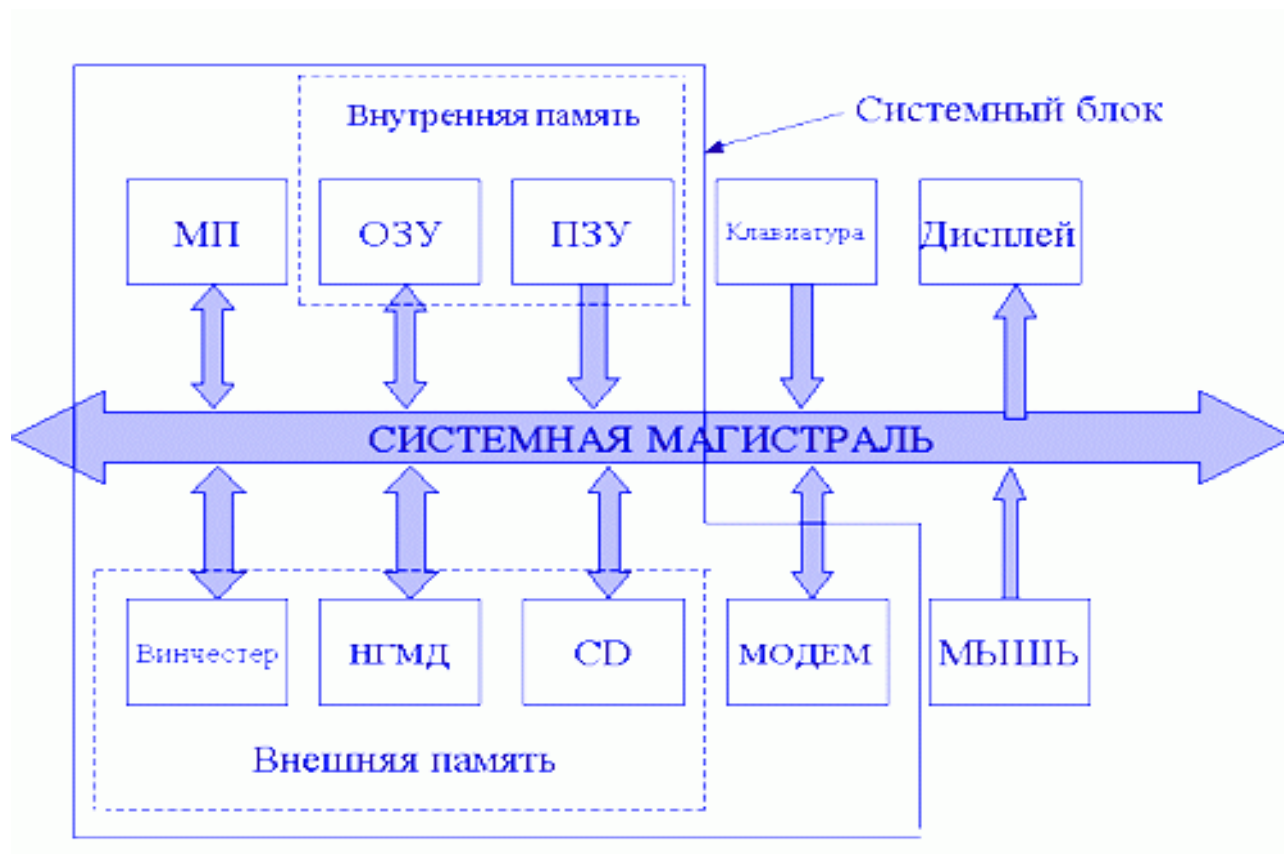 Внутренняя память
Системный блок
МП
ОЗУ
ПЗУ
Клавиатура
Дисплей
СИСТЕМНАЯ МАГИСТРАЛЬ
Винчестер
НГМД
CD
МОДЕМ
МЫШЬ
Внешняя память